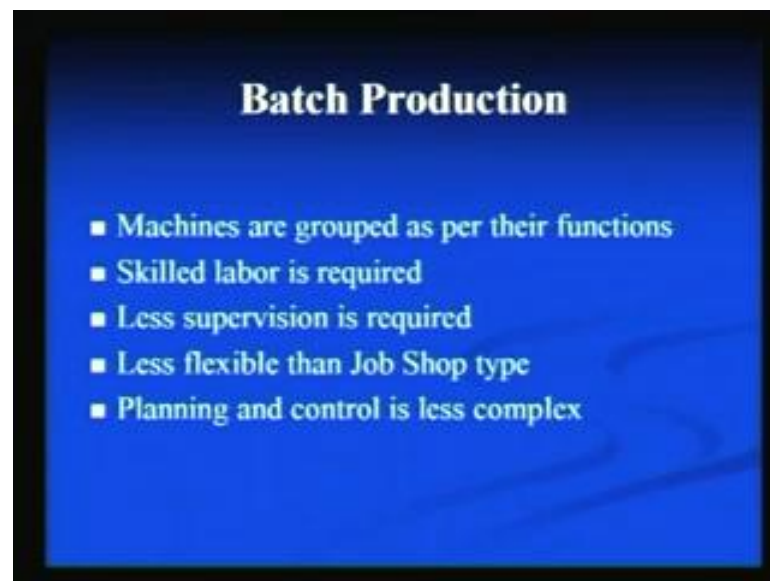 Batch Production
Machines are grouped as per their functions
Skilled labor is required
Less supervision is required
Less flexible than Job Shop type
Planning and control is less complex